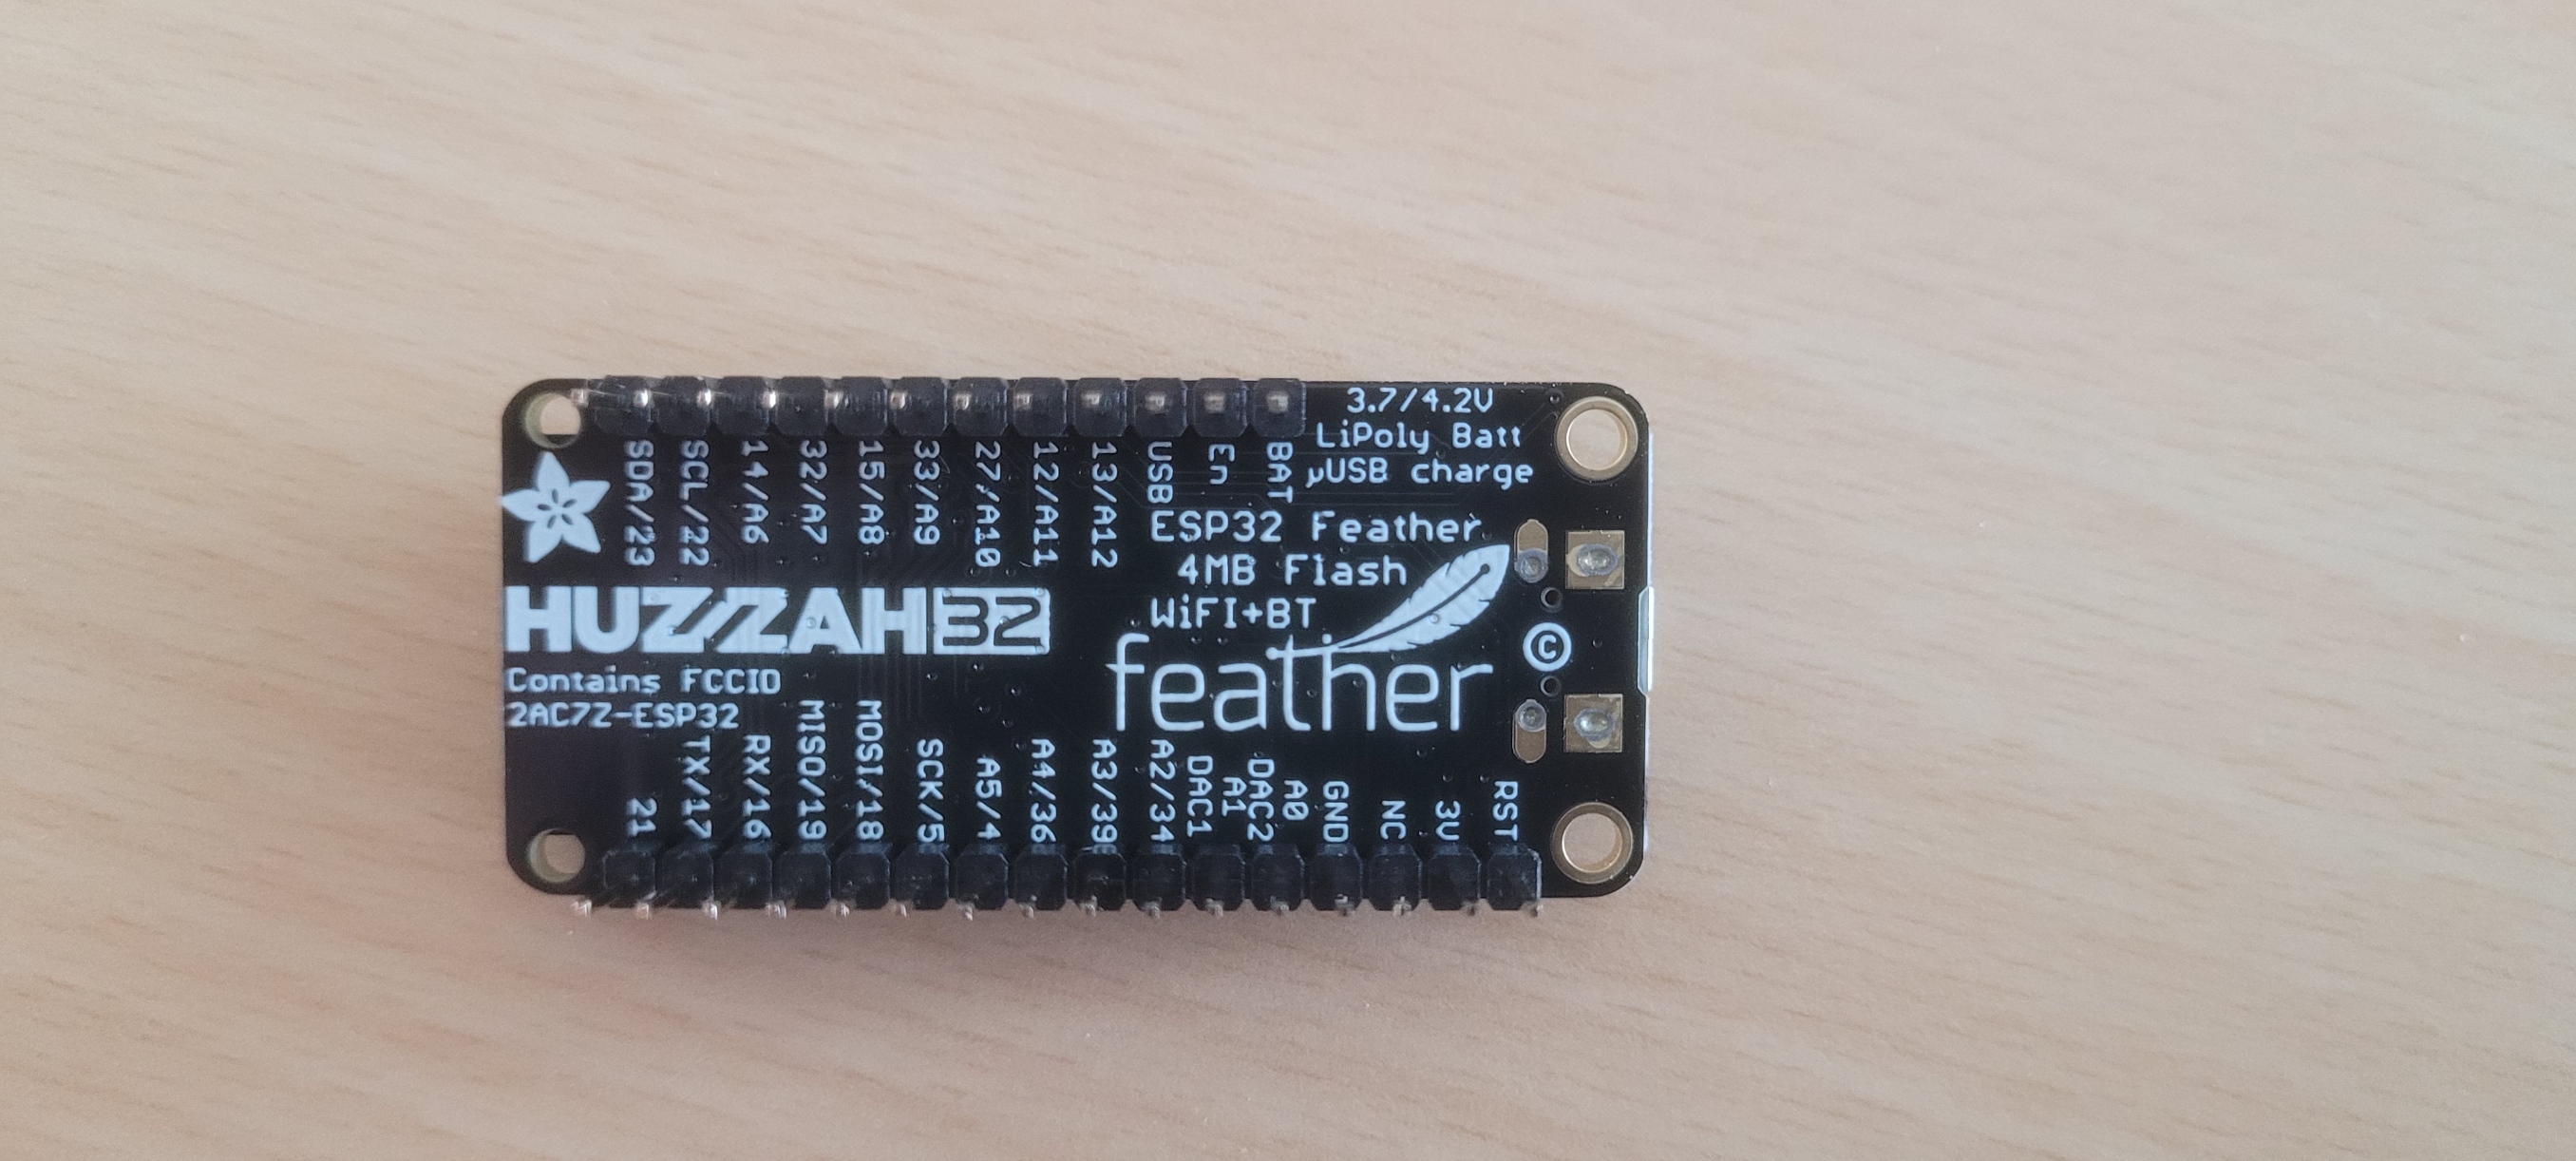 HUZZAH32
Contains FCCID
2AC7Z-ESP32
feather
ESP32 Feather
4MB Flash
WiFI+BT
3.7/4.2V
LiPoly Batt
µUSB charge
©
BAT
En
USB
13/A12
12/A11
27/A10
33/A9
15/A8
32/A7
14/A6
SCL/22
SDA/23
RST
3V
NC
GND
A0
DAC2
A1
DAC1
A2/34
A3/39
A4/36
A5/4
SCK/5
MOSI/18
MISO/19
RX/16
TX/17
21